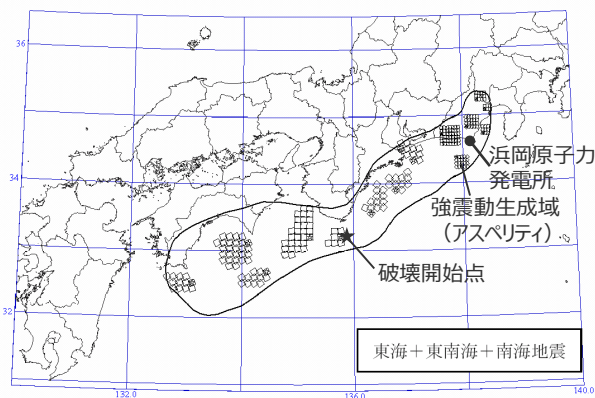 36
34
32
132.0
136.0
140.0
浜岡原子力
発電所
強震動生成域
（アスペリティ）
破壊開始点
東海＋東南海＋南海地震